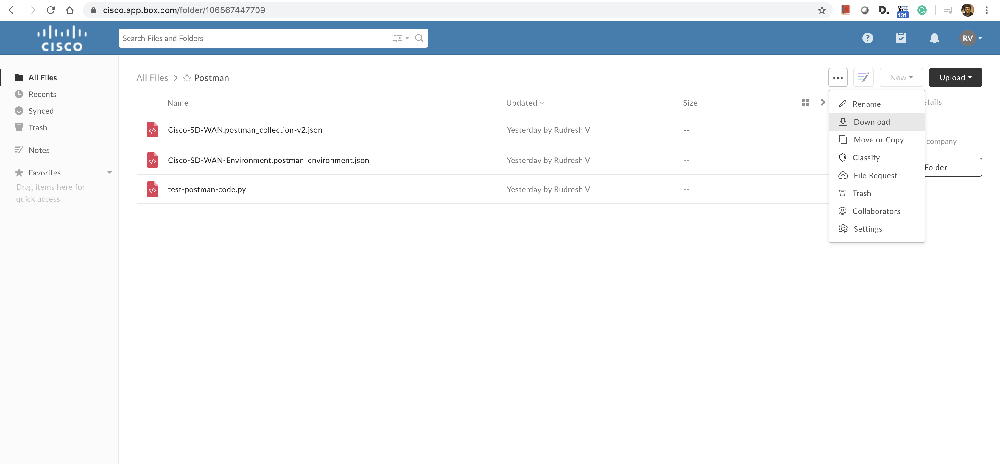 cisco.app.box.com/folder/106567447709
131
CISCO
Search Files and Folders
RV
All Files
Recents
Synced
Trash
Notes
Favorites
Drag items here for
quick access
All Files > Postman
New
Upload
Name Updated Size
etails
Cisco-SD-WAN.postman_collection-v2.json Yesterday by Rudresh V --
Cisco-SD-WAN-Environment.postman_environment.json Yesterday by Rudresh V --
test-postman-code.py Yesterday by Rudresh V --
Rename
Download
Move or Copy
Classify
File Request
Trash
Collaborators
Settings
company
Folder